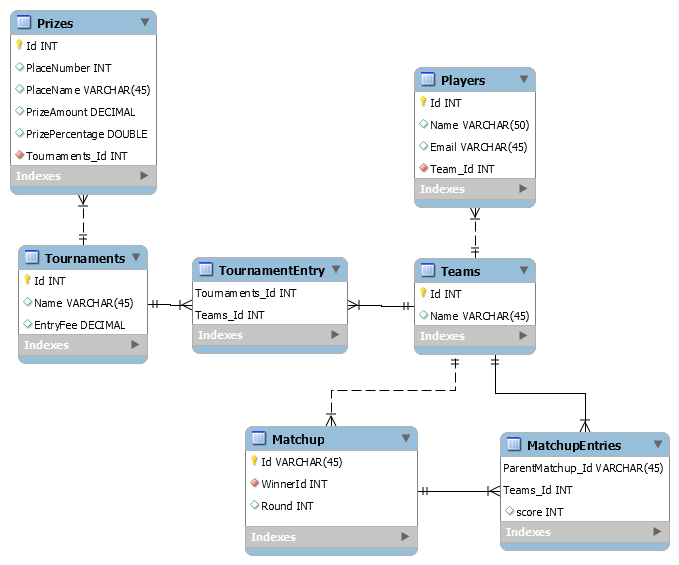 Prizes
Id INT
PlaceNumber INT
PlaceName VARCHAR(45)
PrizeAmount DECIMAL
PrizePercentage DOUBLE
Tournaments_Id INT
Indexes
Players
Id INT
Name VARCHAR(50)
Email VARCHAR(45)
Team_Id INT
Indexes
Tournaments
Id INT
Name VARCHAR(45)
EntryFee DECIMAL
Indexes
TournamentEntry
Tournaments_Id INT
Teams_Id INT
Indexes
Teams
Id INT
Name VARCHAR(45)
Indexes
Matchup
Id VARCHAR(45)
WinnerId INT
Round INT
Indexes
MatchupEntries
ParentMatchup_Id VARCHAR(45)
Teams_Id INT
score INT
Indexes